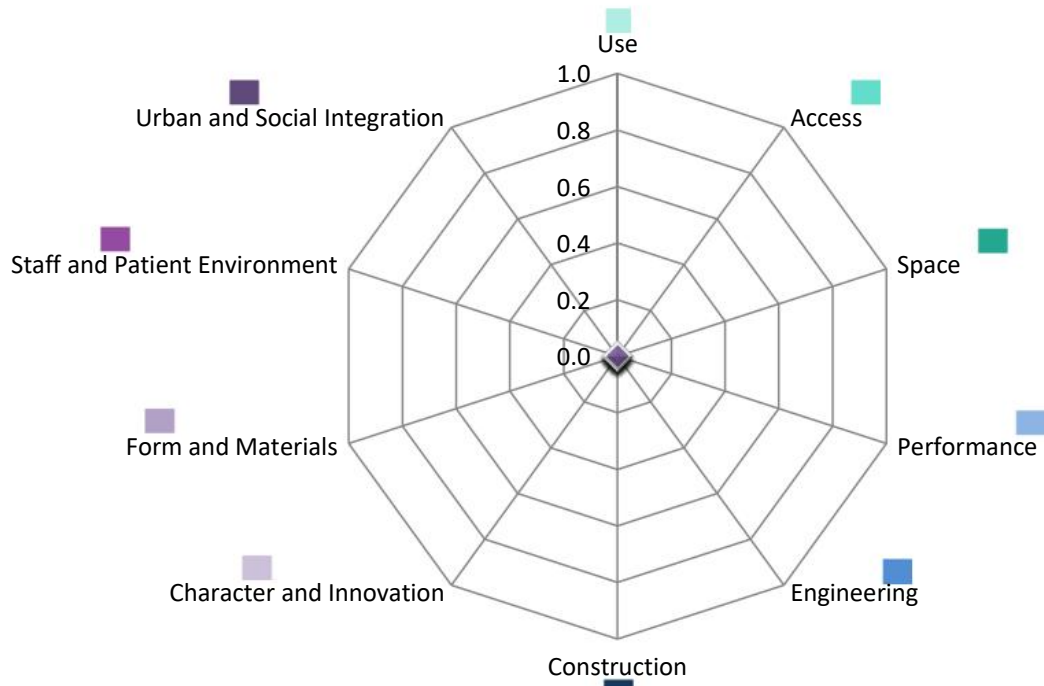 Use
1.0
Urban and Social Integration
Access
0.8
0.6
Staff and Patient Environment
Space
0.4
0.2
0.0
Form and Materials
Performance
Character and Innovation
Engineering
Construction